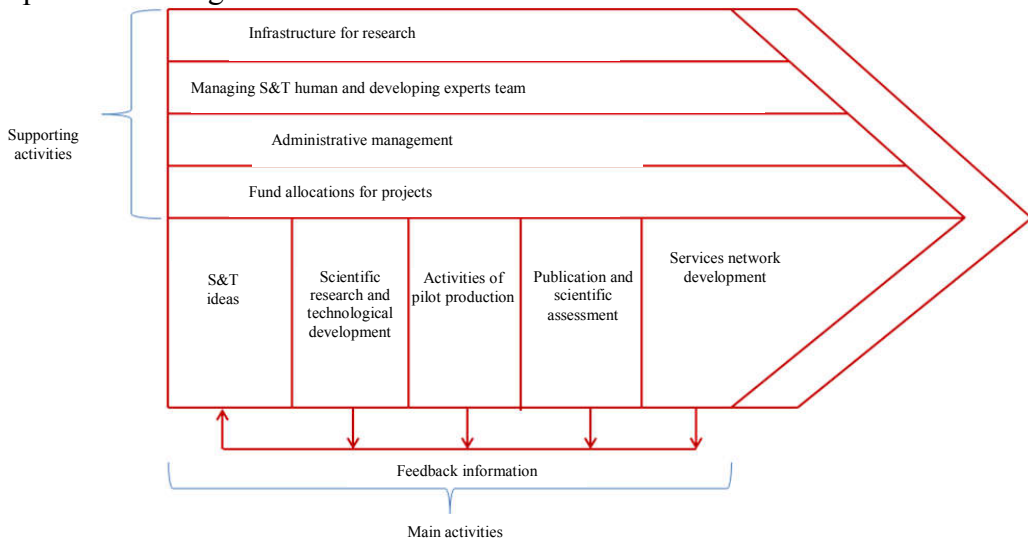 Infrastructure for research
Managing S&T human and developing experts team
Administrative management
Fund allocations for projects
Supporting
activities
S&T
ideas
Scientific
research and
technological
development
Activities of
pilot production
Publication and
scientific
assessment
Services network
development
Feedback information
Main activities